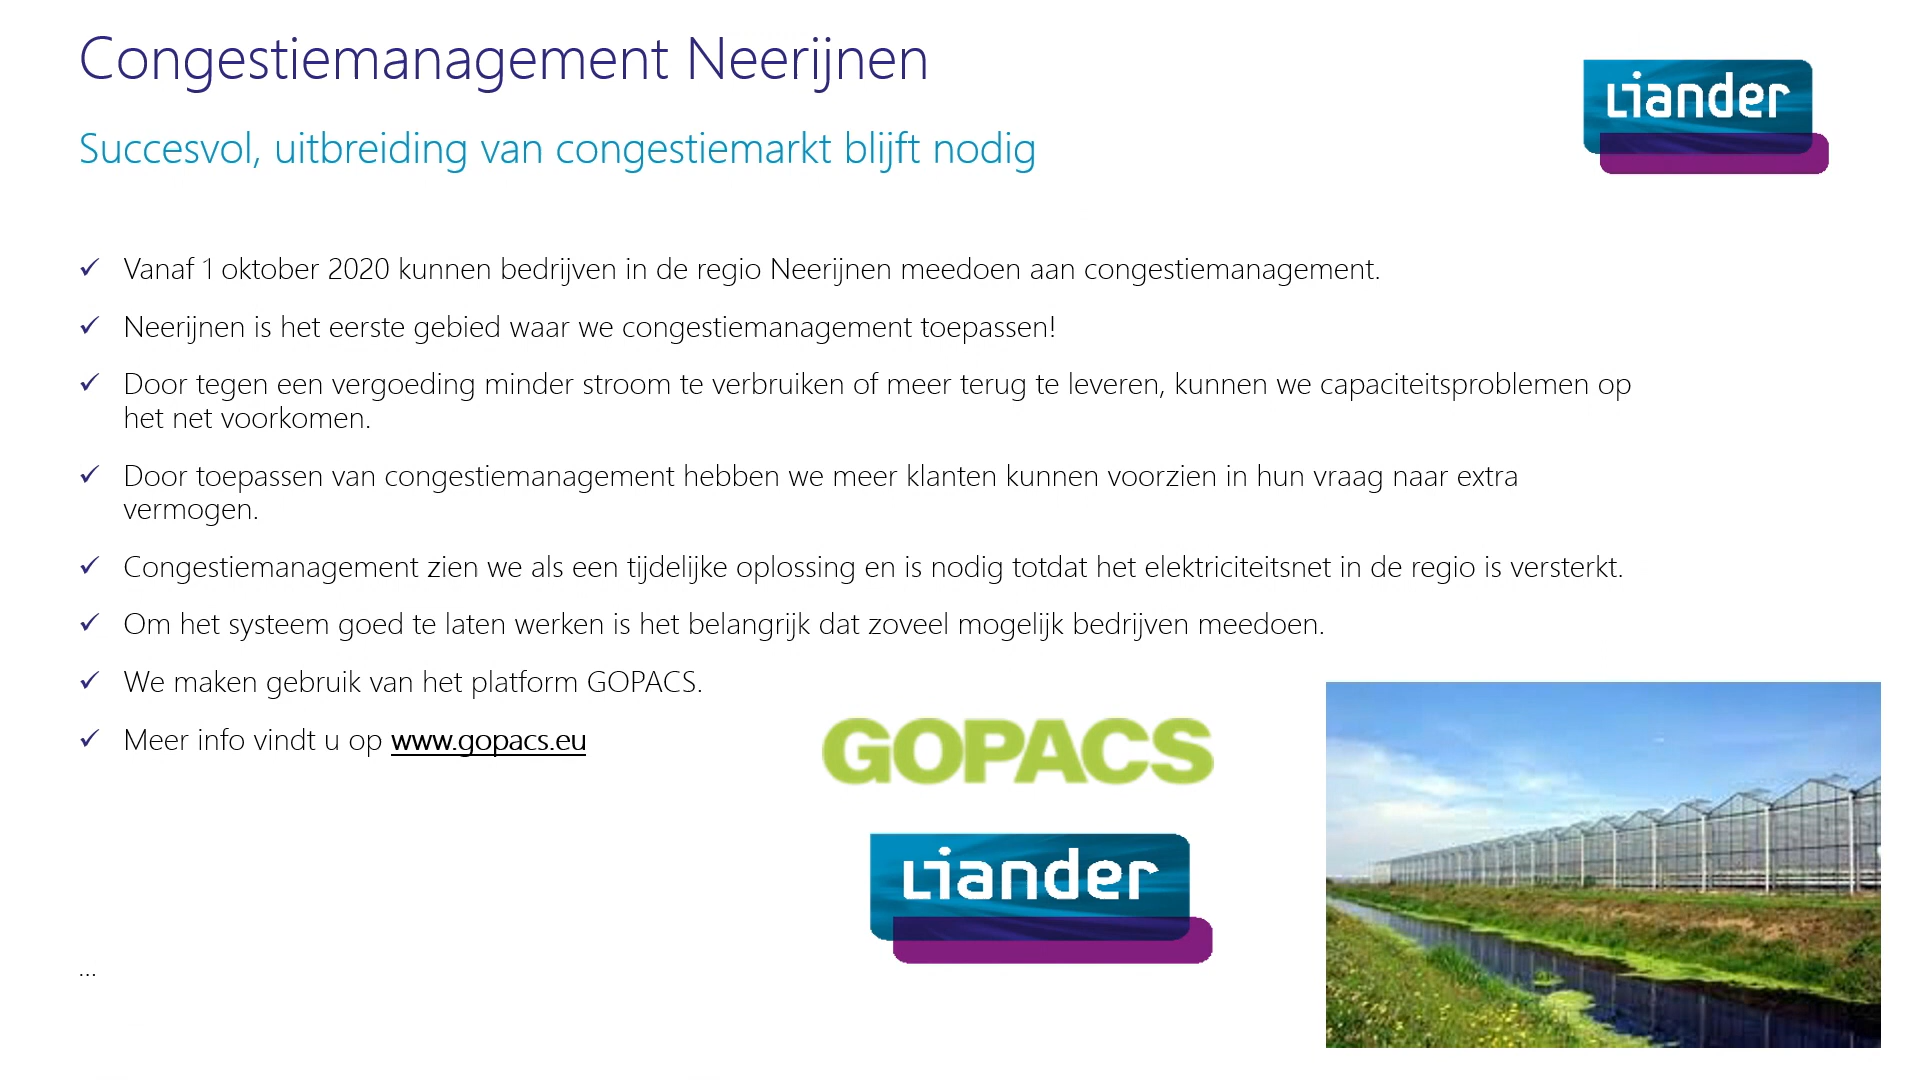 Congestiemanagement Neerijnen
Succesvol, uitbreiding van congestiemarkt blijft nodig
Liander
✓ Vanaf 1 oktober 2020 kunnen bedrijven in de regio Neerijnen meedoen aan congestiemanagement.
✓ Neerijnen is het eerste gebied waar we congestiemanagement toepassen!
✓ Door tegen een vergoeding minder stroom te verbruiken of meer terug te leveren, kunnen we capaciteitsproblemen op
het net voorkomen.
✓ Door toepassen van congestiemanagement hebben we meer klanten kunnen voorzien in hun vraag naar extra
vermogen.
✓ Congestiemanagement zien we als een tijdelijke oplossing en is nodig totdat het elektriciteitsnet in de regio is versterkt.
✓ Om het systeem goed te laten werken is het belangrijk dat zoveel mogelijk bedrijven meedoen.
✓ We maken gebruik van het platform GOPACS.
✓ Meer info vindt u op www.gopacs.eu
GOPACS
Liander
...